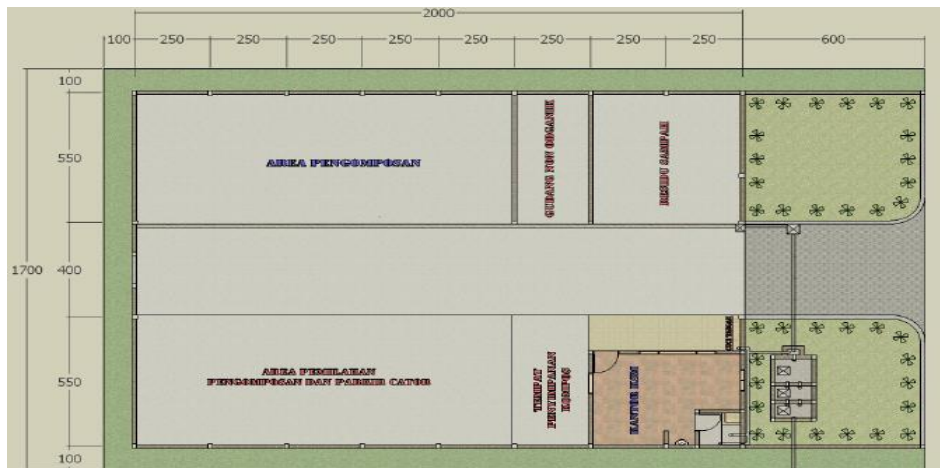 2000
100 250 250 250 250 250 250 250 250 600
100
550
400
1700
550
100
AREA PENGOMPOSAN
GUDANG NON ORGANIK
RESIDU SAMPAH
AREA PEMILAHAN
PENGOMPOSAN DAN PARKIR CATOR
TEMPAT
PENYIMPANAN
KOMPOS
KANTOR KSM